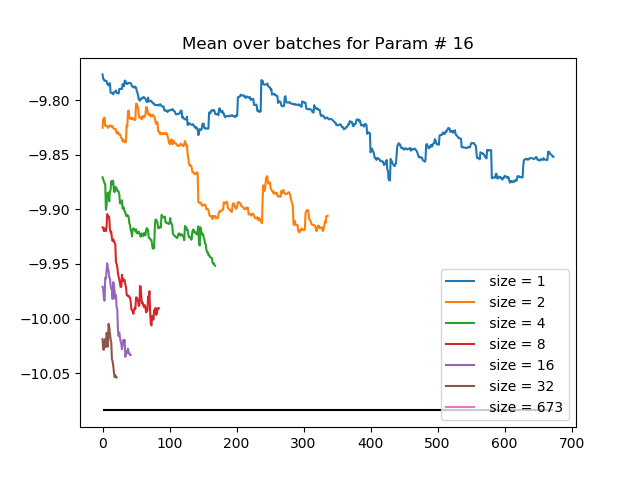 Mean over batches for Param # 16
−9.80
−9.85
−9.90
−9.95
−10.00
−10.05
0 100 200 300 400 500 600 700
size = 1
size = 2
size = 4
size = 8
size = 16
size = 32
size = 673